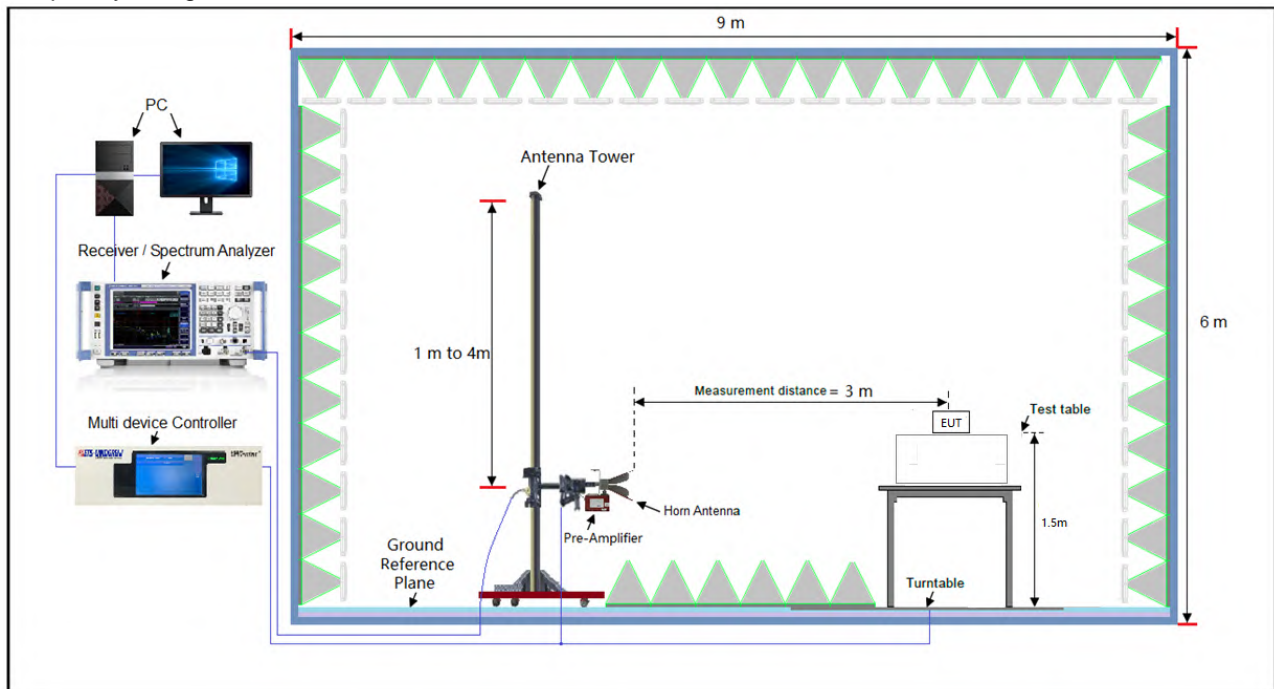 9 m
PC
Antenna Tower
Receiver / Spectrum Analyzer
1 m to 4m
6 m
Measurement distance = 3 m
Test table
EUT
Multi device Controller
Horn Antenna
Pre-Amplifier
1.5m
Ground
Reference
Plane
Turntable